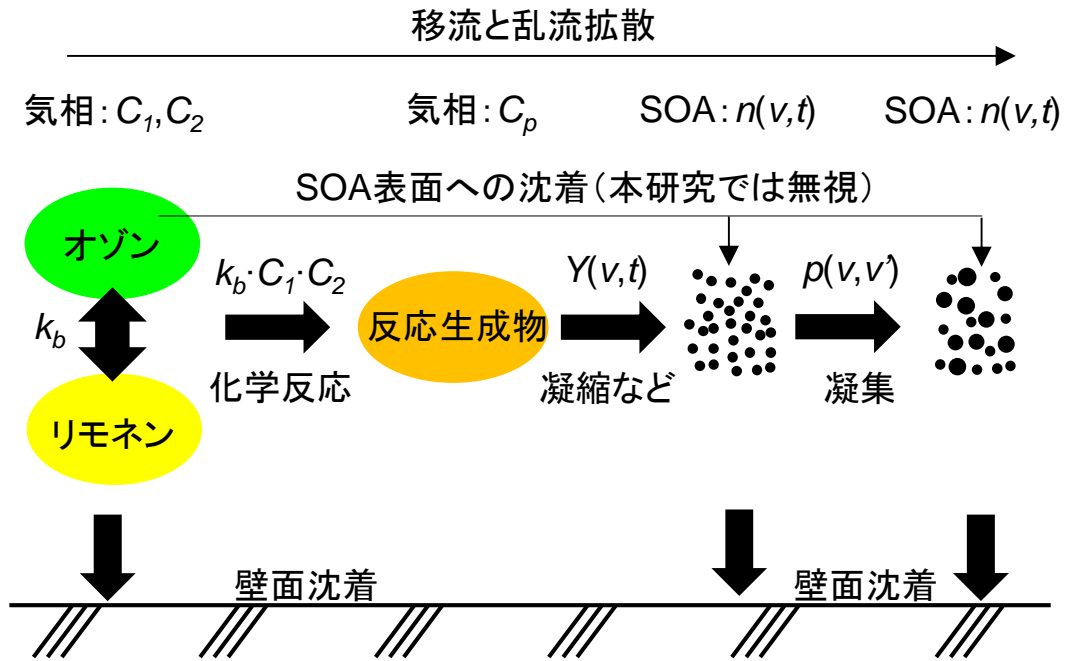 移流と乱流拡散
気相：C1,C2
気相：Cp
SOA：n(v,t)
SOA：n(v,t)
SOA表面への沈着（本研究では無視）
オゾン
kb
リモネン
kb·C1·C2
化学反応
反応生成物
Y(v,t)
凝縮など
p(v,v’)
凝集
壁面沈着
壁面沈着